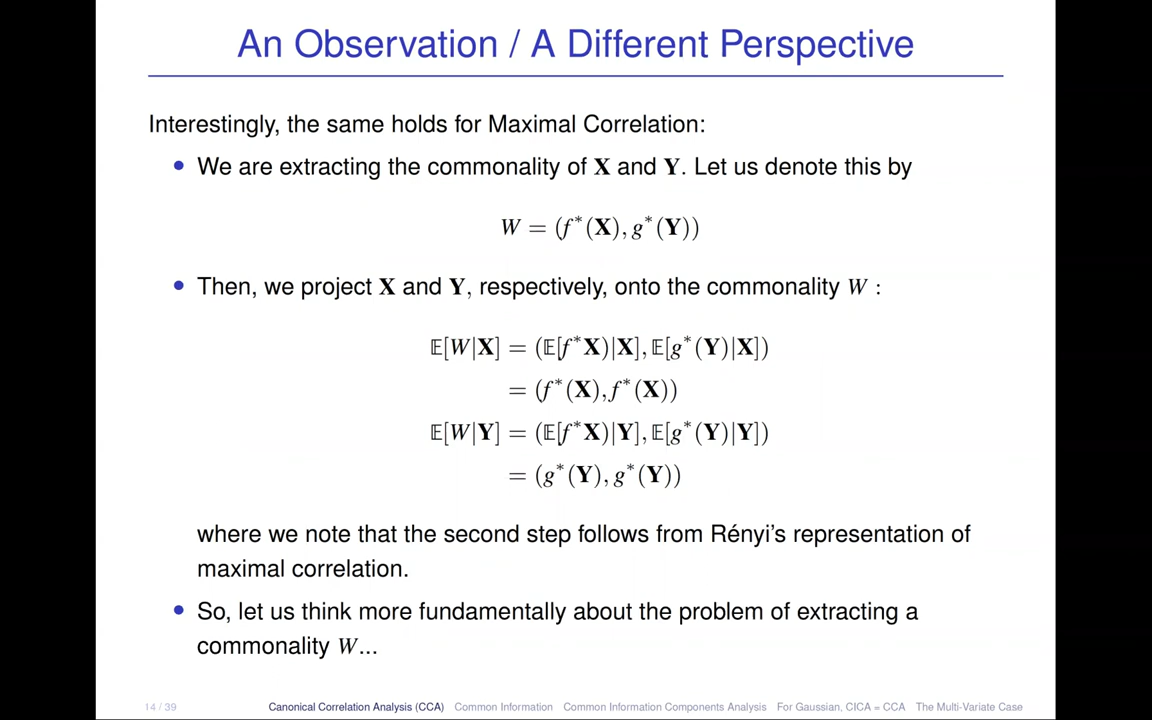 An Observation / A Different Perspective
Interestingly, the same holds for Maximal Correlation:
• We are extracting the commonality of X and Y. Let us denote this by
W = (f*(X), g*(Y))
• Then, we project X and Y, respectively, onto the commonality W :
𝔼[W|X] = (𝔼[f*X)|X], 𝔼[g*(Y)|X])
= (f*(X), f*(X))
𝔼[W|Y] = (𝔼[f*X)|Y], 𝔼[g*(Y)|Y])
= (g*(Y), g*(Y))
where we note that the second step follows from Rényi's representation of
maximal correlation.
• So, let us think more fundamentally about the problem of extracting a
commonality W...
14 / 39 Canonical Correlation Analysis (CCA) Common Information Common Information Components Analysis For Gaussian, CICA = CCA The Multi-Variate Case